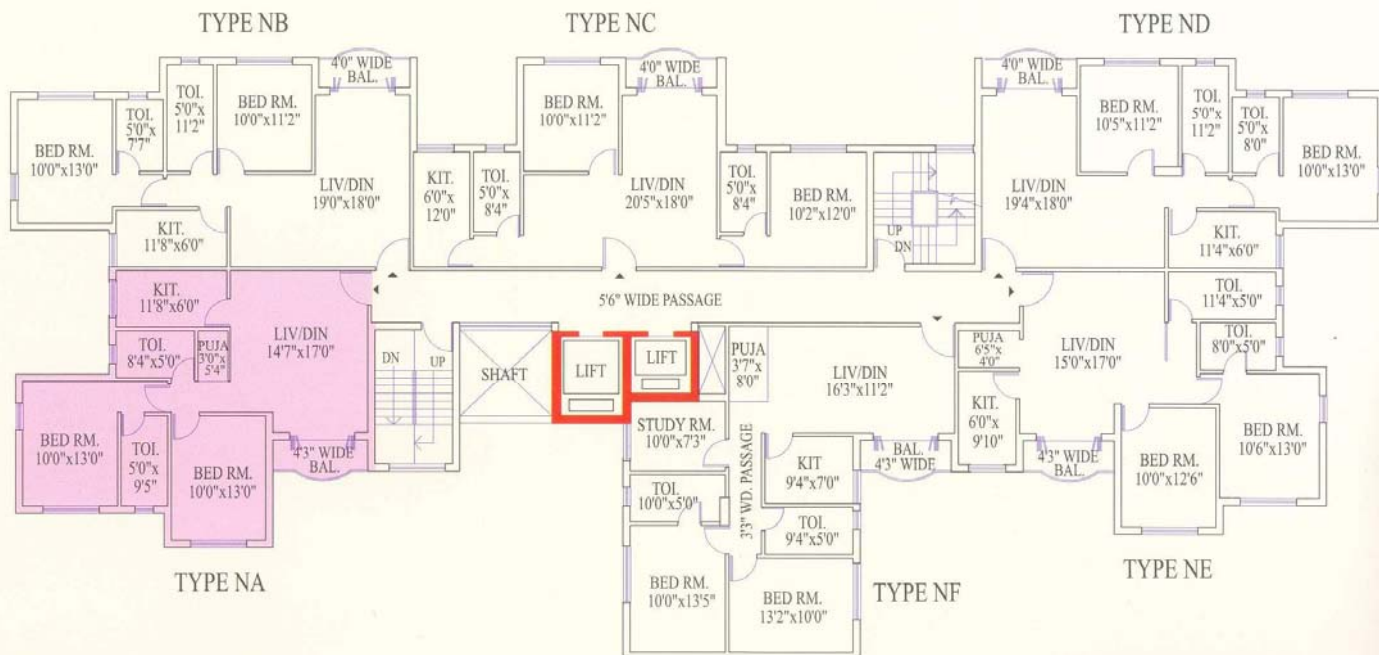 TYPE NB
TYPE NC
TYPE ND
4'0" WIDE
BAL.
TOI.
5'0"x
11'2"
BED RM.
10'0"x11'2"
TOI.
5'0"x
7'7"
BED RM.
10'0"x13'0"
LIV/DIN
19'0"x18'0"
KIT.
11'8"x6'0"
BED RM.
10'0"x11'2"
4'0" WIDE
BAL.
KIT.
6'0"x
12'0"
TOI.
5'0"x
8'4"
LIV/DIN
20'5"x18'0"
TOI.
5'0"x
8'4"
BED RM.
10'2"x12'0"
UP
DN
4'0" WIDE
BAL.
BED RM.
10'5"x11'2"
TOI.
5'0"x
11'2"
TOI.
5'0"x
8'0"
BED RM.
10'0"x13'0"
LIV/DIN
19'4"x18'0"
KIT.
11'4"x6'0"
5'6" WIDE PASSAGE
KIT.
11'8"x6'0"
LIV/DIN
14'7"x17'0"
TOI.
8'4"x5'0"
PUJA
3'0"x
5'4"
BED RM.
10'0"x13'0"
TOI.
5'0"x
9'5"
BED RM.
10'0"x13'0"
4'3" WIDE
BAL.
DN
UP
SHAFT
LIFT
LIFT
PUJA
3'7"x
8'0"
LIV/DIN
16'3"x11'2"
STUDY RM.
10'0"x7'3"
3'3" WD. PASSAGE
KIT
9'4"x7'0"
BAL.
4'3" WIDE
TOI.
10'0"x5'0"
TOI.
9'4"x5'0"
BED RM.
10'0"x13'5"
BED RM.
13'2"x10'0"
PUJA
6'5"x
4'0"
KIT.
6'0"x
9'10"
LIV/DIN
15'0"x17'0"
TOI.
11'4"x5'0"
TOI.
8'0"x5'0"
4'3" WIDE
BAL.
BED RM.
10'0"x12'6"
BED RM.
10'6"x13'0"
TYPE NA
TYPE NF
TYPE NE